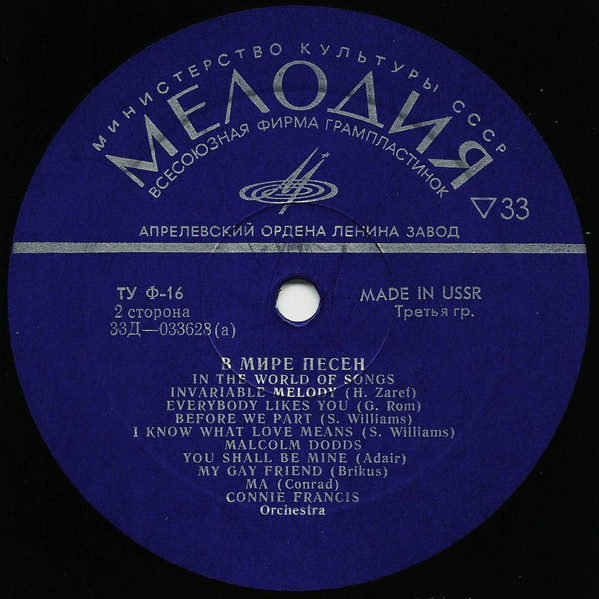 МИНИСТЕРСТВО КУЛЬТУРЫ СССР
МЕЛОДИЯ
ВСЕСОЮЗНАЯ ФИРМА ГРАМПЛАСТИНОК
▽33
АПРЕЛЕВСКИЙ ОРДЕНА ЛЕНИНА ЗАВОД
ТУ Ф-16
MADE IN USSR
2 сторона
Третья гр.
33Д—033628(а)
В МИРЕ ПЕСЕН
IN THE WORLD OF SONGS
INVARIABLE MELODY (H. Zaret)
EVERYBODY LIKES YOU (G. Rom)
BEFORE WE PART (S. Williams)
I KNOW WHAT LOVE MEANS (S. Williams)
MALCOLM DODDS
YOU SHALL BE MINE (Adair)
MY GAY FRIEND (Brikus)
MA (Conrad)
CONNIE FRANCIS
Orchestra